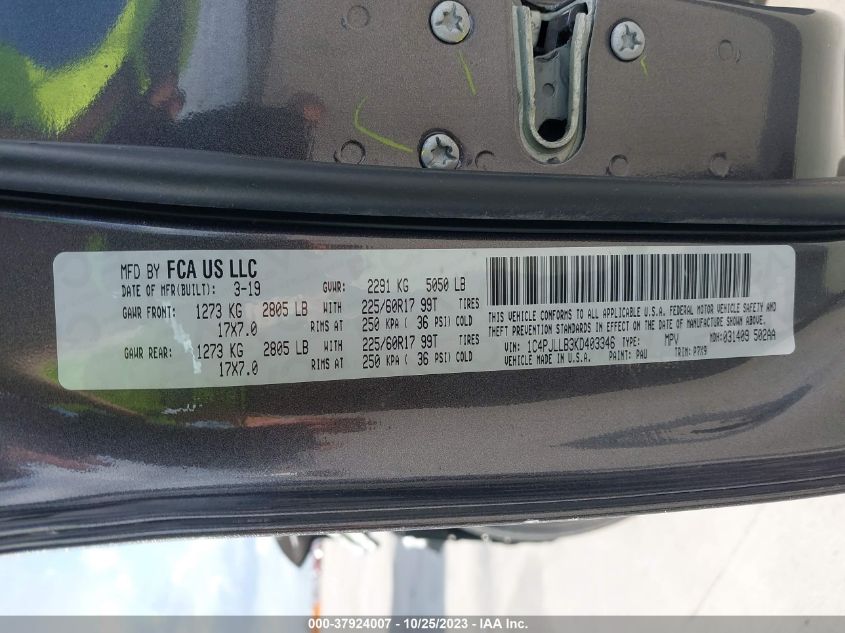 MFD BY FCA US LLC
DATE OF MFR(BUILT): 3-19 GVWR: 2291 KG 5050 LB
GAWR FRONT: 1273 KG 2805 LB WITH 225/60R17 99T TIRES
17X7.0 RIMS AT 250 KPA ( 36 PSI) COLD
GAWR REAR: 1273 KG 2805 LB WITH 225/60R17 99T TIRES
17X7.0 RIMS AT 250 KPA ( 36 PSI) COLD
THIS VEHICLE CONFORMS TO ALL APPLICABLE U.S.A. FEDERAL MOTOR VEHICLE SAFETY AND
THEFT PREVENTION STANDARDS IN EFFECT ON THE DATE OF MANUFACTURE SHOWN ABOVE.
VIN: 1C4PJLLB3KD403346 TYPE: MPV MDH:031409 502AA
VEHICLE MADE IN U.S.A. PAINT: PAU TRIM: P7X9
000-37924007 - 10/25/2023 - IAA Inc.